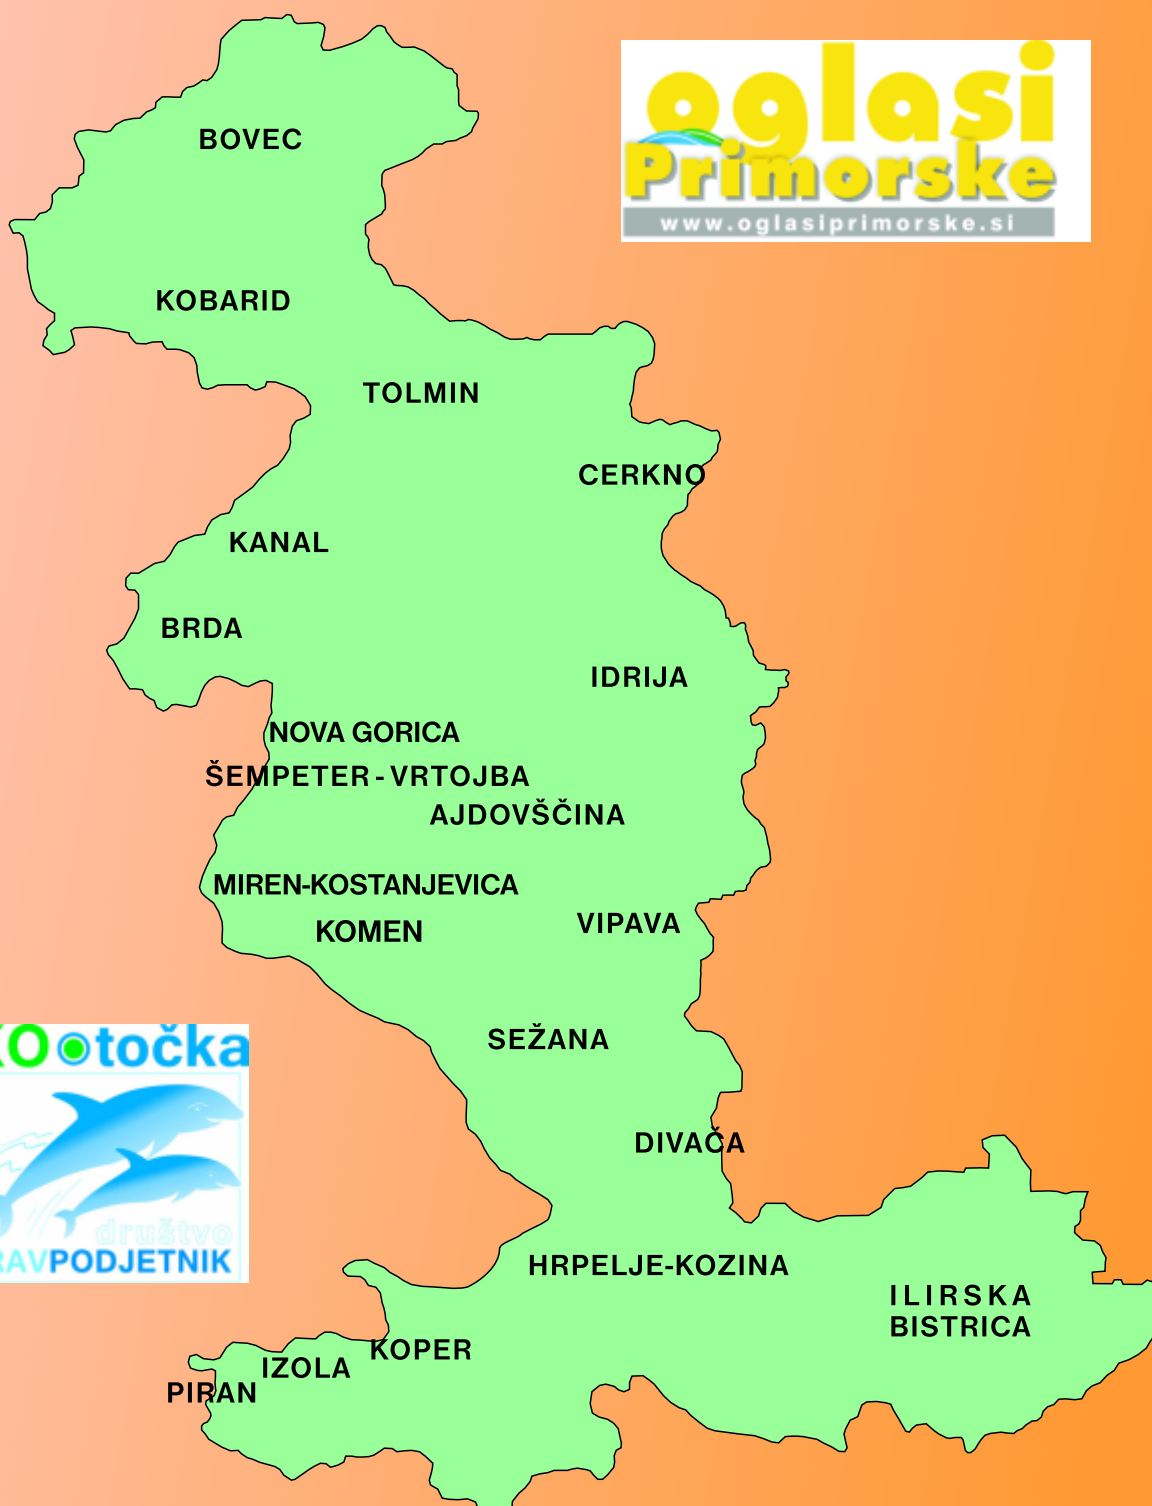 oglasi
Primorske
www.oglasiprimorske.si
BOVEC
KOBARID
TOLMIN
CERKNO
KANAL
BRDA
IDRIJA
NOVA GORICA
ŠEMPETER - VRTOJBA
AJDOVŠČINA
MIREN-KOSTANJEVICA
KOMEN
VIPAVA
SEŽANA
točka
DIVAČA
društvo
PODJETNIK
HRPELJE-KOZINA
ILIRSKA
BISTRICA
KOPER
IZOLA
PIRAN